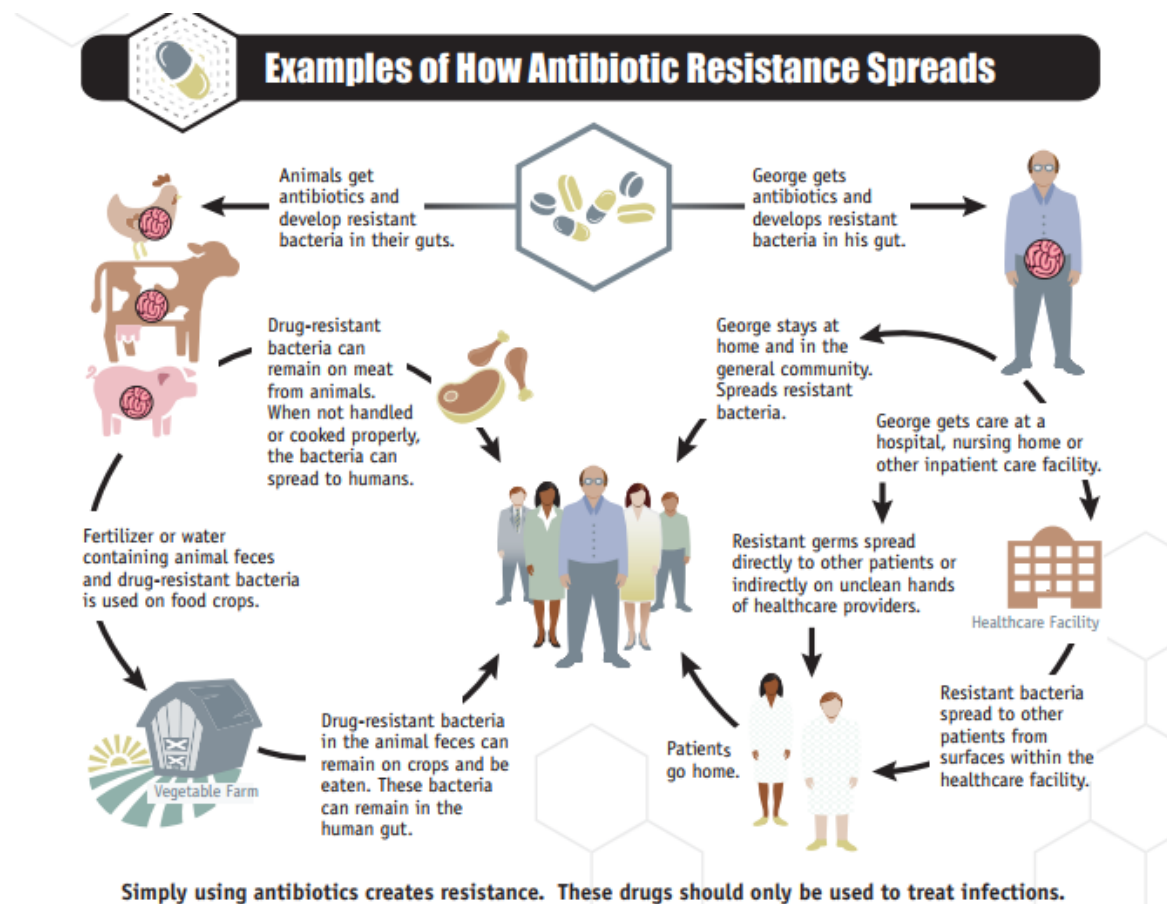 Examples of How Antibiotic Resistance Spreads
Animals get
antibiotics and
develop resistant
bacteria in their guts.
George gets
antibiotics and
develops resistant
bacteria in his gut.
Drug-resistant
bacteria can
remain on meat
from animals.
When not handled
or cooked properly,
the bacteria can
spread to humans.
George stays at
home and in the
general community.
Spreads resistant
bacteria.
George gets care at a
hospital, nursing home or
other inpatient care facility.
Fertilizer or water
containing animal feces
and drug-resistant bacteria
is used on food crops.
Resistant germs spread
directly to other patients or
indirectly on unclean hands
of healthcare providers.
Healthcare Facility
Vegetable Farm
Drug-resistant bacteria
in the animal feces can
remain on crops and be
eaten. These bacteria
can remain in the
human gut.
Patients
go home.
Resistant bacteria
spread to other
patients from
surfaces within the
healthcare facility.
Simply using antibiotics creates resistance. These drugs should only be used to treat infections.